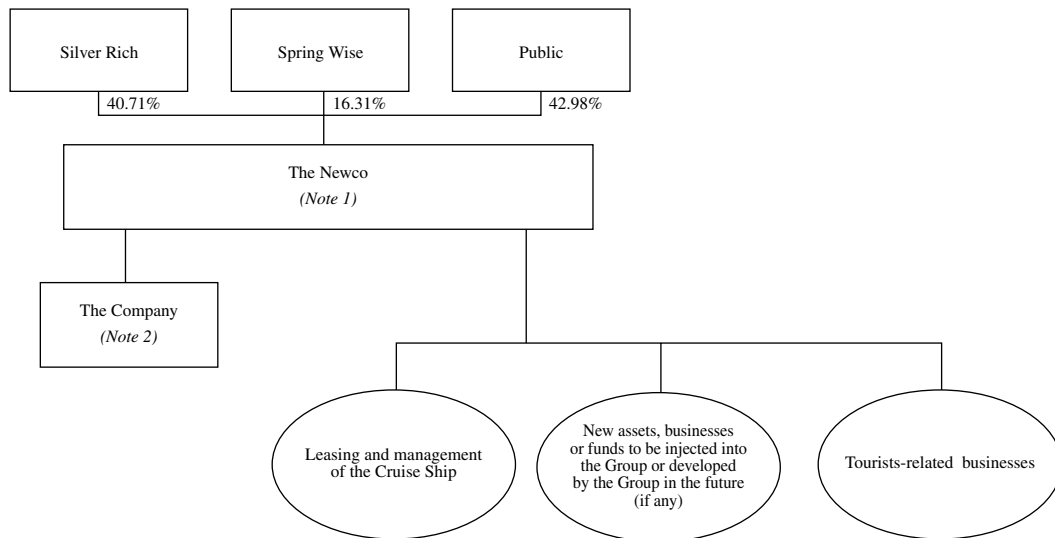 Silver Rich
Spring Wise
Public
40.71%
16.31%
42.98%
The Newco
(Note 1)
The Company
(Note 2)
Leasing and management
of the Cruise Ship
New assets, businesses
or funds to be injected into
the Group or developed
by the Group in the future
(if any)
Tourists-related businesses